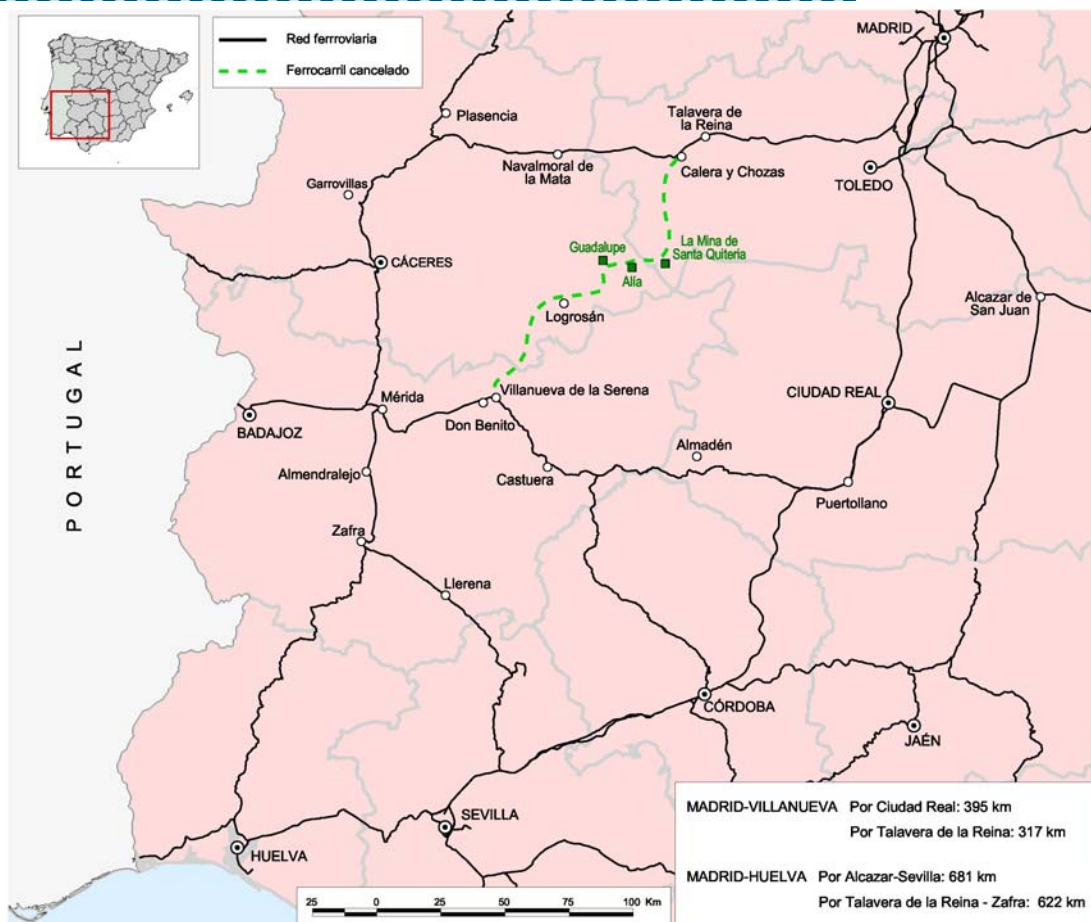 Red ferrroviaria
Ferrocarril cancelado
MADRID
Plasencia
Talavera de
la Reina
Navalmoral de
la Mata
Calera y Chozas
TOLEDO
Garrovillas
Guadalupe
La Mina de
Santa Quiteria
CÁCERES
Alía
Alcazar de
San Juan
Logrosán
PORTUGAL
Villanueva de la Serena
CIUDAD REAL
Mérida
Don Benito
BADAJOZ
Almadén
Almendralejo
Castuera
Puertollano
Zafra
Llerena
CÓRDOBA
JAÉN
SEVILLA
HUELVA
MADRID-VILLANUEVA Por Ciudad Real: 395 km
Por Talavera de la Reina: 317 km
MADRID-HUELVA Por Alcazar-Sevilla: 681 km
Por Talavera de la Reina - Zafra: 622 km
25 0 25 50 75 100 Km